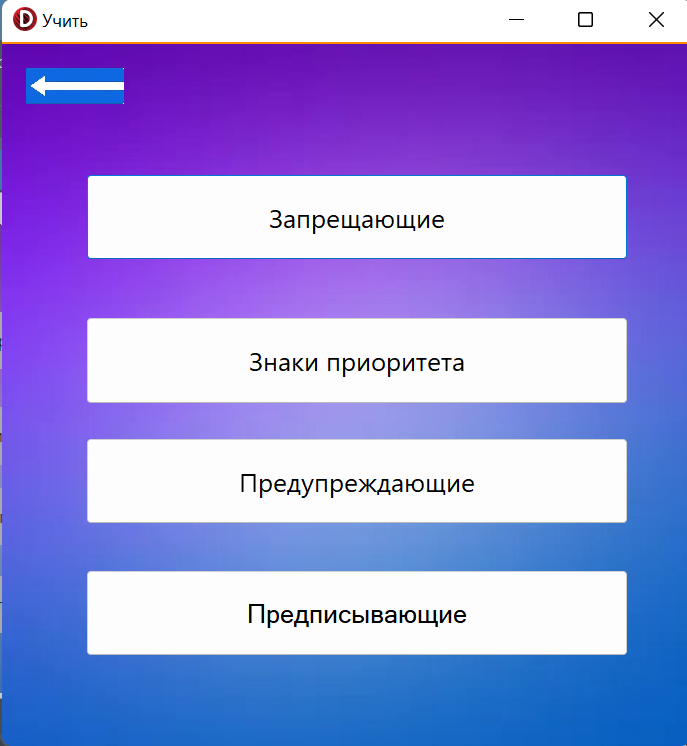 Учить
Запрещающие
Знаки приоритета
Предупреждающие
Предписывающие